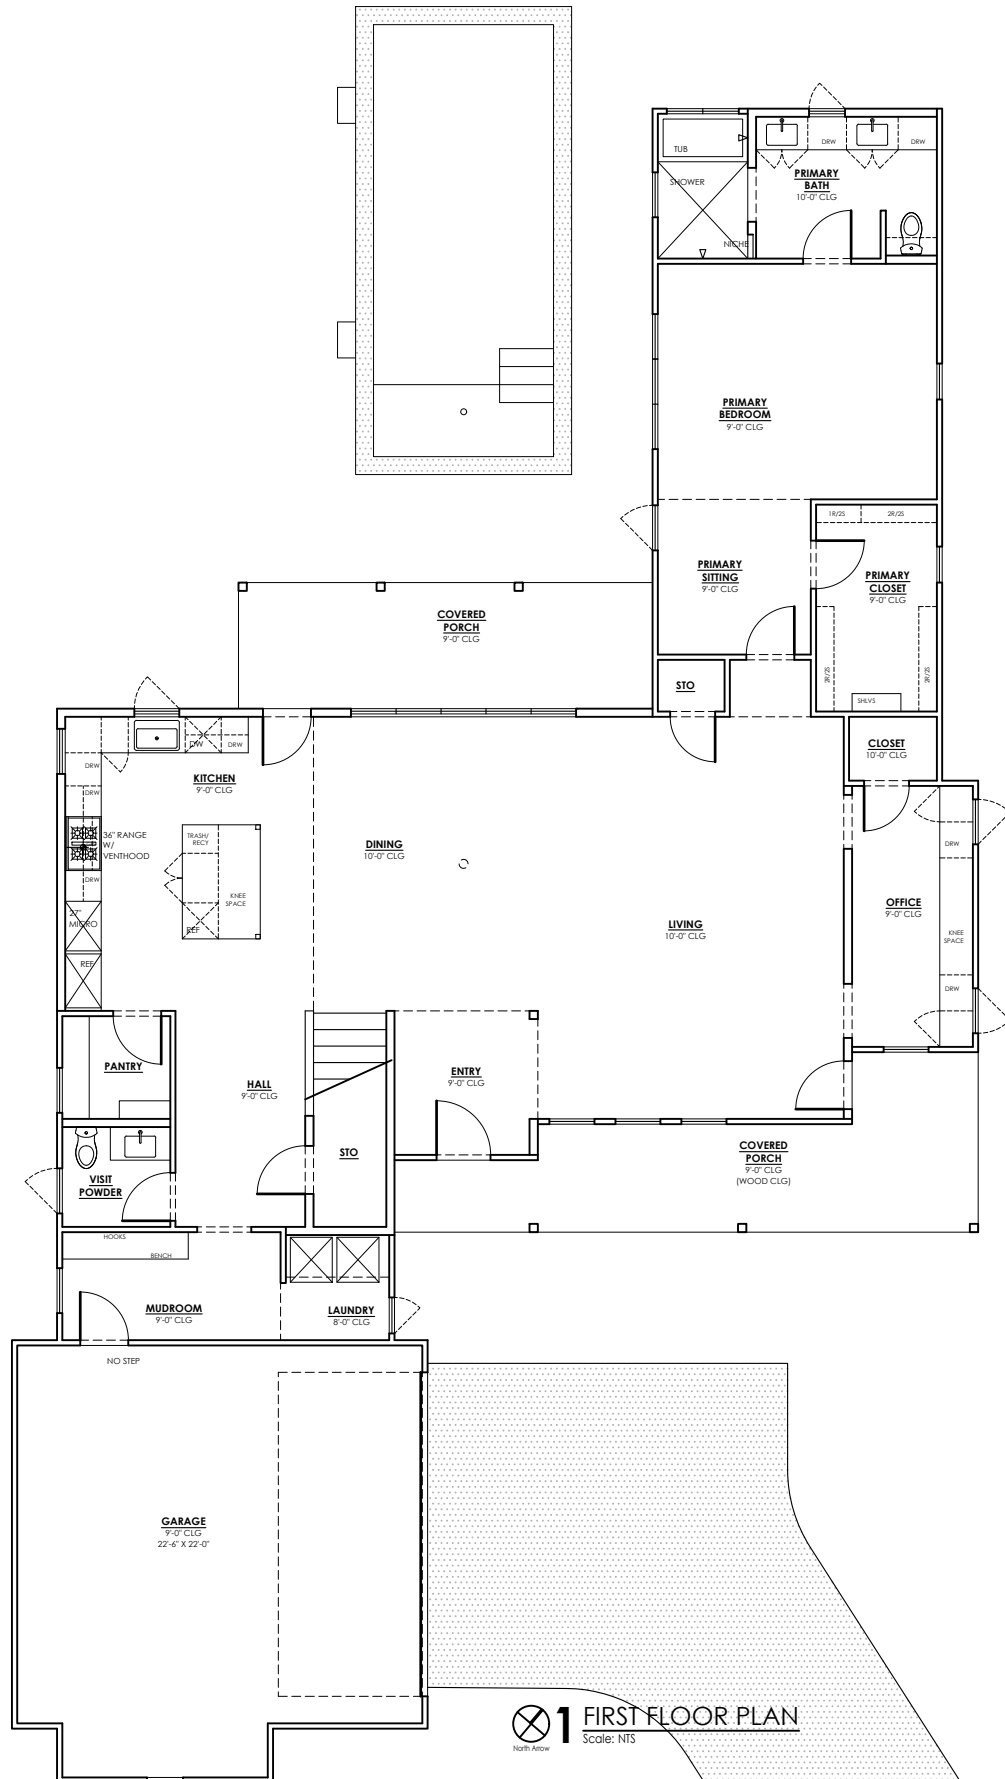 TUB
DRW
DRW
SHOWER
PRIMARY
BATH
10'-0" CLG
NICHE
PRIMARY
BEDROOM
9'-0" CLG
1R/2S
2R/2S
PRIMARY
SITTING
9'-0" CLG
PRIMARY
CLOSET
9'-0" CLG
2R/2S
2R/2S
SHLVS
COVERED
PORCH
9'-0" CLG
STO
CLOSET
10'-0" CLG
DW
DRW
DRW
KITCHEN
9'-0" CLG
DRW
36" RANGE
W/
VENTHOOD
TRASH/
RECY
DRW
KNEE
SPACE
27"
MICRO
REF
REF
DINING
10'-0" CLG
LIVING
10'-0" CLG
DRW
OFFICE
9'-0" CLG
KNEE
SPACE
DRW
PANTRY
HALL
9'-0" CLG
ENTRY
9'-0" CLG
STO
COVERED
PORCH
9'-0" CLG
(WOOD CLG)
VISIT
POWDER
HOOKS
BENCH
MUDROOM
9'-0" CLG
LAUNDRY
8'-0" CLG
NO STEP
GARAGE
9'-0" CLG
22'-6" X 22'-0"
North Arrow
1 FIRST FLOOR PLAN
Scale: NTS